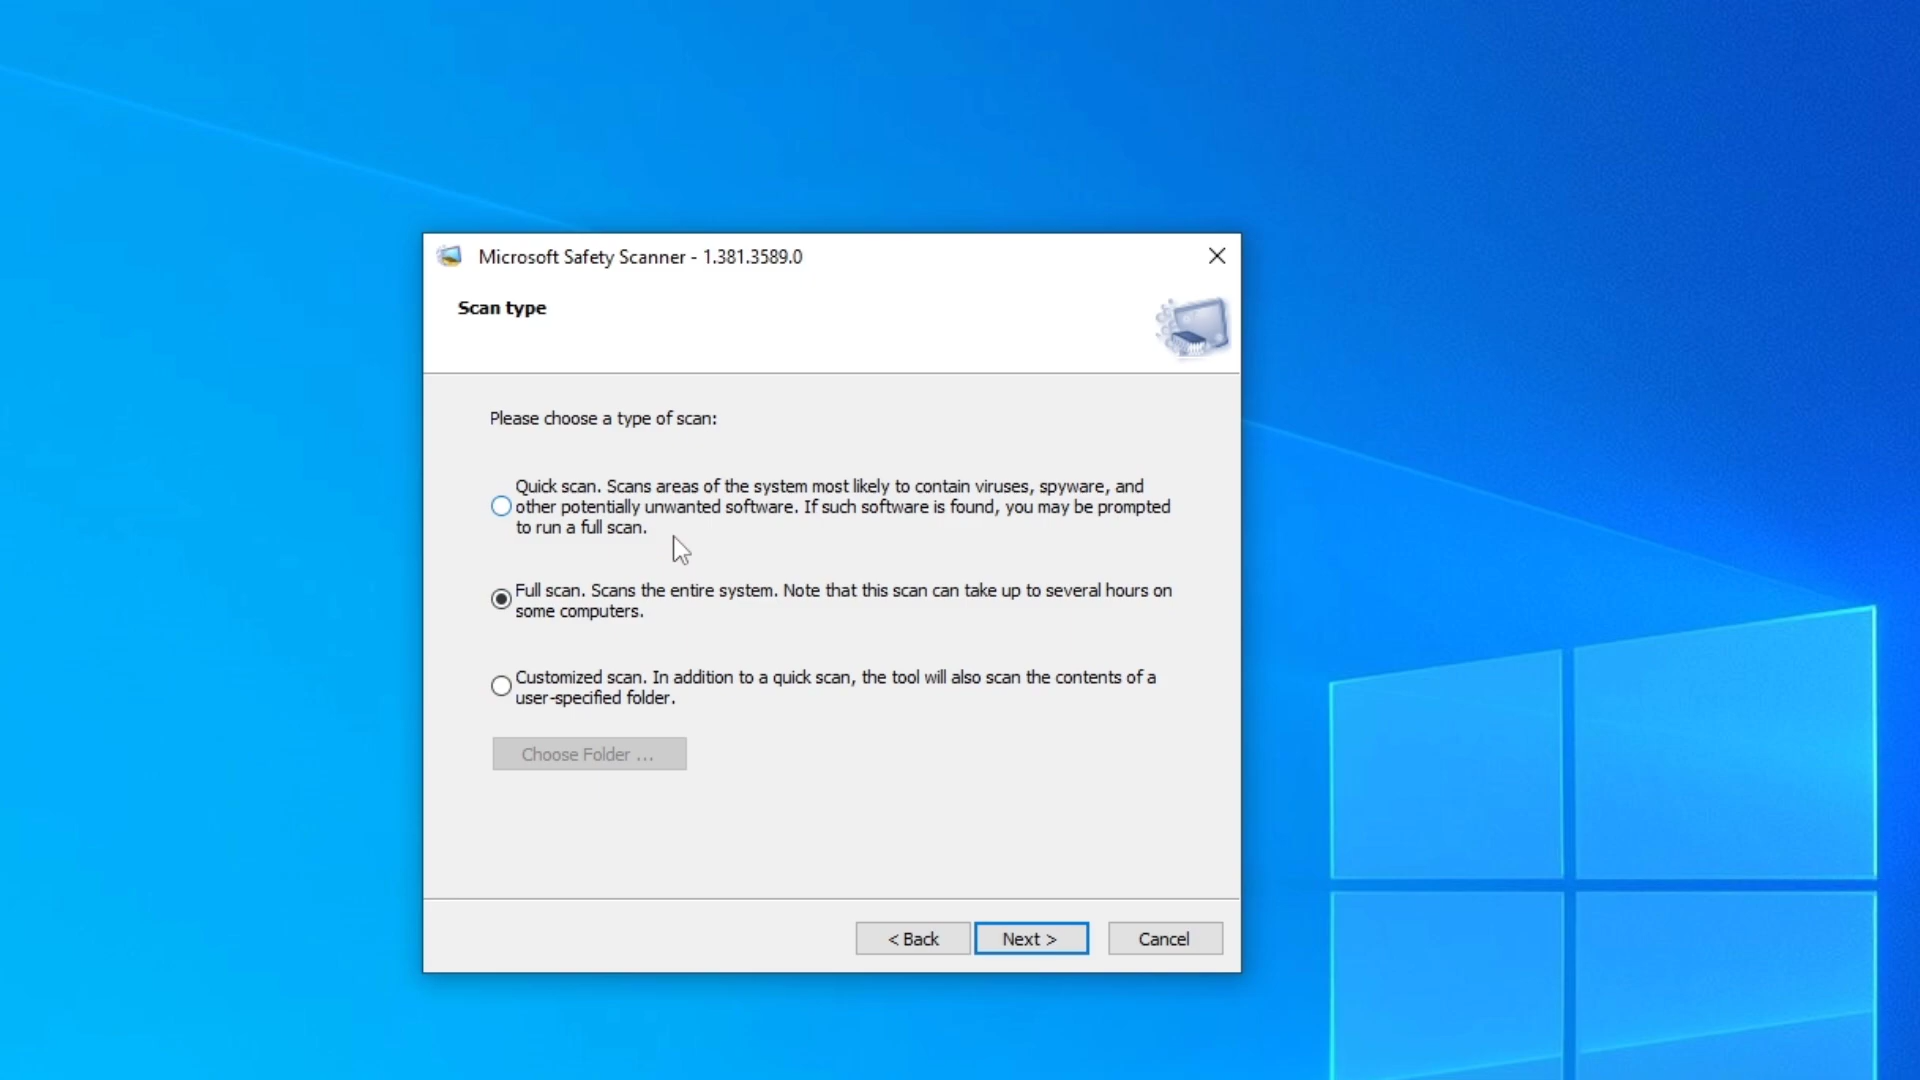 Microsoft Safety Scanner - 1.381.3589.0
Scan type
Please choose a type of scan:
Quick scan. Scans areas of the system most likely to contain viruses, spyware, and
other potentially unwanted software. If such software is found, you may be prompted
to run a full scan.
Full scan. Scans the entire system. Note that this scan can take up to several hours on
some computers.
Customized scan. In addition to a quick scan, the tool will also scan the contents of a
user-specified folder.
Choose Folder ...
< Back
Next >
Cancel